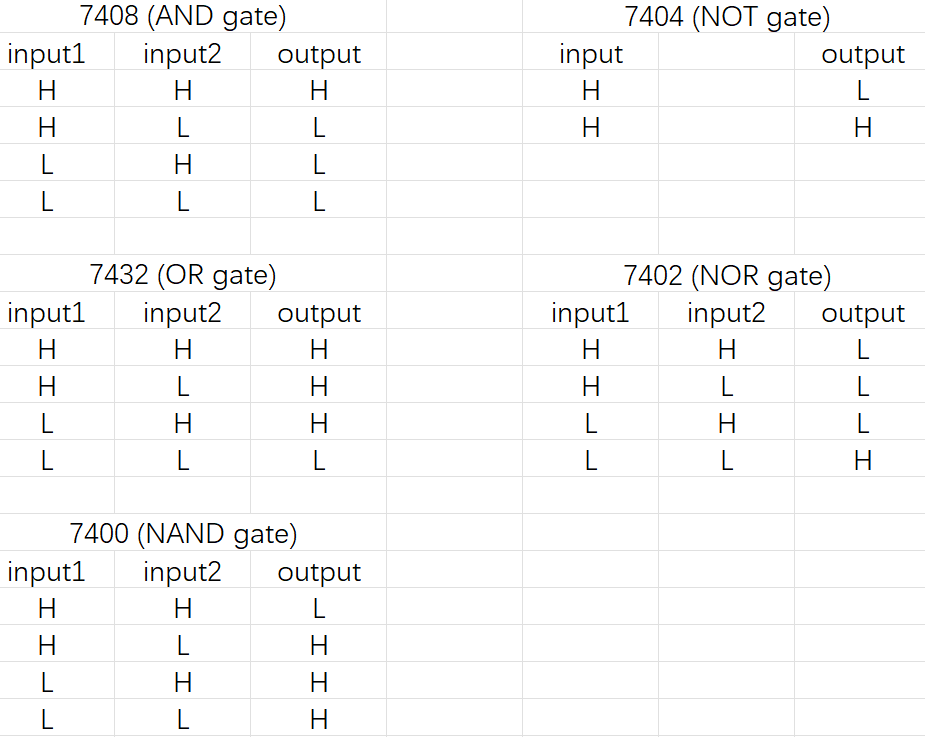 7408 (AND gate) 7404 (NOT gate)
input1 input2 output input output
H H H H L
H L L H H
L H L
L L L
7432 (OR gate) 7402 (NOR gate)
input1 input2 output input1 input2 output
H H H H H L
H L H H L L
L H H L H L
L L L L L H
7400 (NAND gate)
input1 input2 output
H H L
H L H
L H H
L L H